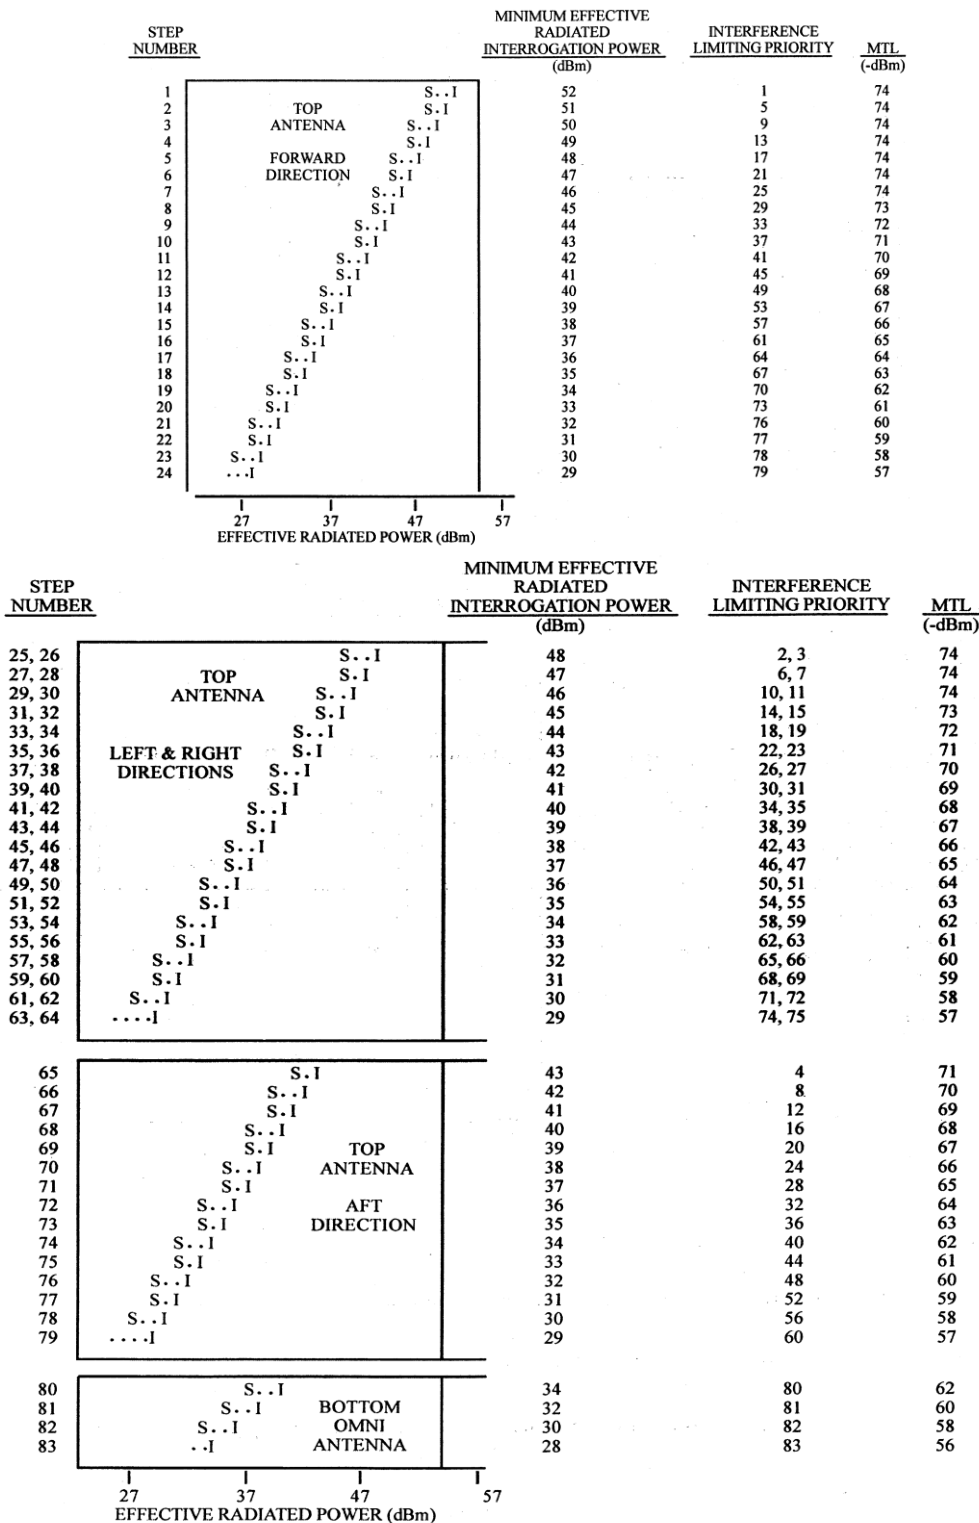 MINIMUM EFFECTIVE
STEP RADIATED INTERFERENCE
NUMBER INTERROGATION POWER LIMITING PRIORITY MTL
(dBm) (-dBm)
1 S..I 52 1 74
2 TOP S.I 51 5 74
3 ANTENNA S..I 50 9 74
4 S.I 49 13 74
5 FORWARD S..I 48 17 74
6 DIRECTION S.I 47 21 74
7 S..I 46 25 74
8 S.I 45 29 73
9 S..I 44 33 72
10 S.I 43 37 71
11 S..I 42 41 70
12 S.I 41 45 69
13 S..I 40 49 68
14 S.I 39 53 67
15 S..I 38 57 66
16 S.I 37 61 65
17 S..I 36 64 64
18 S.I 35 67 63
19 S..I 34 70 62
20 S.I 33 73 61
21 S..I 32 76 60
22 S.I 31 77 59
23 S..I 30 78 58
24 ...I 29 79 57
27 37 47 57
EFFECTIVE RADIATED POWER (dBm)
MINIMUM EFFECTIVE
STEP RADIATED INTERFERENCE
NUMBER INTERROGATION POWER LIMITING PRIORITY MTL
(dBm) (-dBm)
25, 26 S..I 48 2, 3 74
27, 28 TOP S.I 47 6, 7 74
29, 30 ANTENNA S..I 46 10, 11 74
31, 32 S.I 45 14, 15 73
33, 34 S..I 44 18, 19 72
35, 36 LEFT & RIGHT S.I 43 22, 23 71
37, 38 DIRECTIONS S..I 42 26, 27 70
39, 40 S.I 41 30, 31 69
41, 42 S..I 40 34, 35 68
43, 44 S.I 39 38, 39 67
45, 46 S..I 38 42, 43 66
47, 48 S.I 37 46, 47 65
49, 50 S..I 36 50, 51 64
51, 52 S.I 35 54, 55 63
53, 54 S..I 34 58, 59 62
55, 56 S.I 33 62, 63 61
57, 58 S..I 32 65, 66 60
59, 60 S.I 31 68, 69 59
61, 62 S..I 30 71, 72 58
63, 64 ....I 29 74, 75 57
65 S.I 43 4 71
66 S..I 42 8 70
67 S.I 41 12 69
68 S..I 40 16 68
69 S.I TOP 39 20 67
70 S..I ANTENNA 38 24 66
71 S.I 37 28 65
72 S..I AFT 36 32 64
73 S.I DIRECTION 35 36 63
74 S..I 34 40 62
75 S.I 33 44 61
76 S..I 32 48 60
77 S.I 31 52 59
78 S..I 30 56 58
79 ....I 29 60 57
80 S..I 34 80 62
81 S..I BOTTOM 32 81 60
82 S..I OMNI 30 82 58
83 ..I ANTENNA 28 83 56
27 37 47 57
EFFECTIVE RADIATED POWER (dBm)